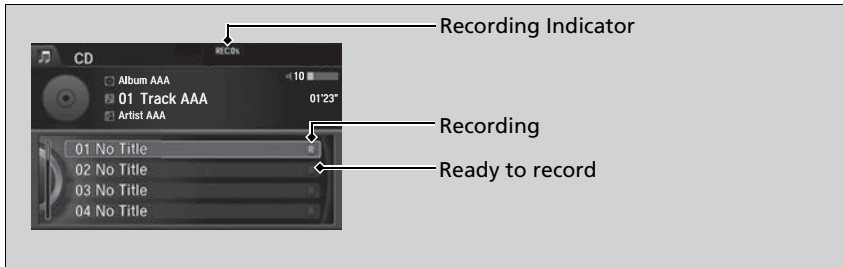 Recording Indicator
REC0%
CD
Album AAA
10
01 Track AAA
01'23"
Artist AAA
Recording
01 No Title
R
Ready to record
02 No Title
R
03 No Title
R
04 No Title
R